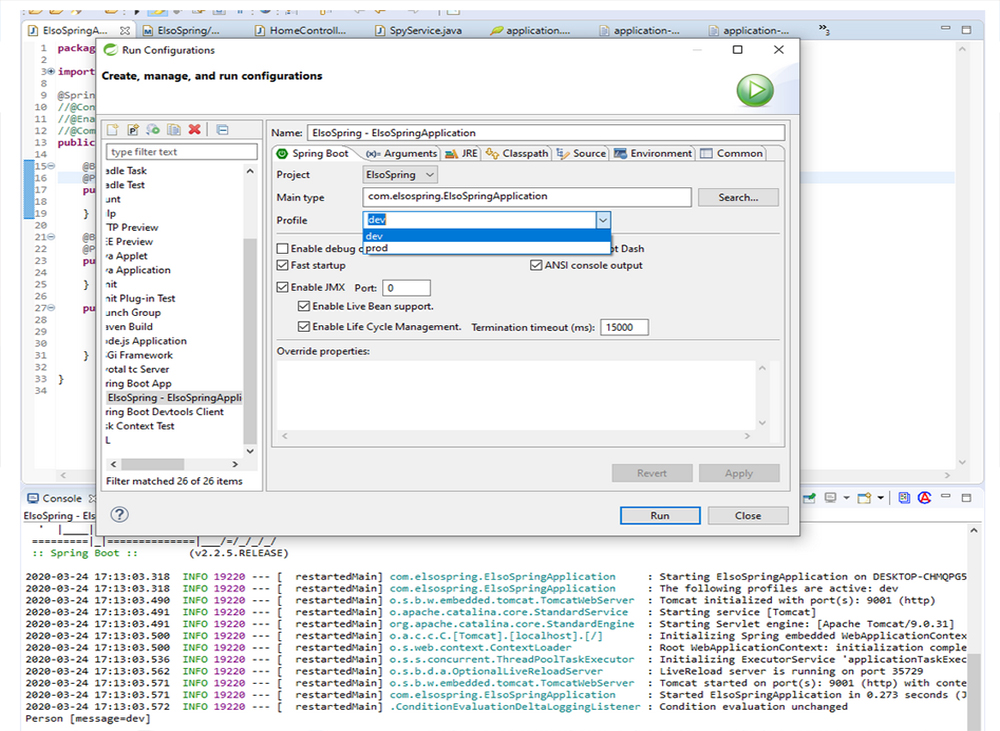 ElsoSpringA...
ElsoSpring/...
HomeControll...
SpyService.java
application....
application-...
application-...
»3
1 packag
2
3 import
8
9 @Sprin
10 //@Con
11 //@Ena
12 //@Com
13 public
14
15 @B
16 @P
17 pu
18
19 }
20
21 @B
22 @P
23 pu
24
25 }
26
27 pu
28
29
30
31 }
32
33 }
34
Run Configurations
Create, manage, and run configurations
type filter text
adle Task
adle Test
unt
lp
TP Preview
EE Preview
va Applet
va Application
nit
nit Plug-in Test
unch Group
aven Build
ode.js Application
Gi Framework
votal tc Server
ring Boot App
ElsoSpring - ElsoSpringAppli
ring Boot Devtools Client
sk Context Test
L
Filter matched 26 of 26 items
Name: ElsoSpring - ElsoSpringApplication
Spring Boot (x)= Arguments JRE Classpath Source Environment Common
Project ElsoSpring
Main type com.elsospring.ElsoSpringApplication Search...
Profile dev
dev
prod
Enable debug o ot Dash
Fast startup ANSI console output
Enable JMX Port: 0
Enable Live Bean support.
Enable Life Cycle Management. Termination timeout (ms): 15000
Override properties:
Revert Apply
Run Close
Console
ElsoSpring - Els
' |____|
=========|_|==============|___/=/_/_/_/
:: Spring Boot :: (v2.2.5.RELEASE)
2020-03-24 17:13:03.318 INFO 19220 --- [ restartedMain] com.elsospring.ElsoSpringApplication : Starting ElsoSpringApplication on DESKTOP-CHMQPG5
2020-03-24 17:13:03.318 INFO 19220 --- [ restartedMain] com.elsospring.ElsoSpringApplication : The following profiles are active: dev
2020-03-24 17:13:03.490 INFO 19220 --- [ restartedMain] o.s.b.w.embedded.tomcat.TomcatWebServer : Tomcat initialized with port(s): 9001 (http)
2020-03-24 17:13:03.491 INFO 19220 --- [ restartedMain] o.apache.catalina.core.StandardService : Starting service [Tomcat]
2020-03-24 17:13:03.491 INFO 19220 --- [ restartedMain] org.apache.catalina.core.StandardEngine : Starting Servlet engine: [Apache Tomcat/9.0.31]
2020-03-24 17:13:03.500 INFO 19220 --- [ restartedMain] o.a.c.c.C.[Tomcat].[localhost].[/] : Initializing Spring embedded WebApplicationContex
2020-03-24 17:13:03.500 INFO 19220 --- [ restartedMain] o.s.web.context.ContextLoader : Root WebApplicationContext: initialization comple
2020-03-24 17:13:03.536 INFO 19220 --- [ restartedMain] o.s.s.concurrent.ThreadPoolTaskExecutor : Initializing ExecutorService 'applicationTaskExec
2020-03-24 17:13:03.562 INFO 19220 --- [ restartedMain] o.s.b.d.a.OptionalLiveReloadServer : LiveReload server is running on port 35729
2020-03-24 17:13:03.571 INFO 19220 --- [ restartedMain] o.s.b.w.embedded.tomcat.TomcatWebServer : Tomcat started on port(s): 9001 (http) with conte
2020-03-24 17:13:03.571 INFO 19220 --- [ restartedMain] com.elsospring.ElsoSpringApplication : Started ElsoSpringApplication in 0.273 seconds (J
2020-03-24 17:13:03.572 INFO 19220 --- [ restartedMain] .ConditionEvaluationDeltaLoggingListener : Condition evaluation unchanged
Person [message=dev]